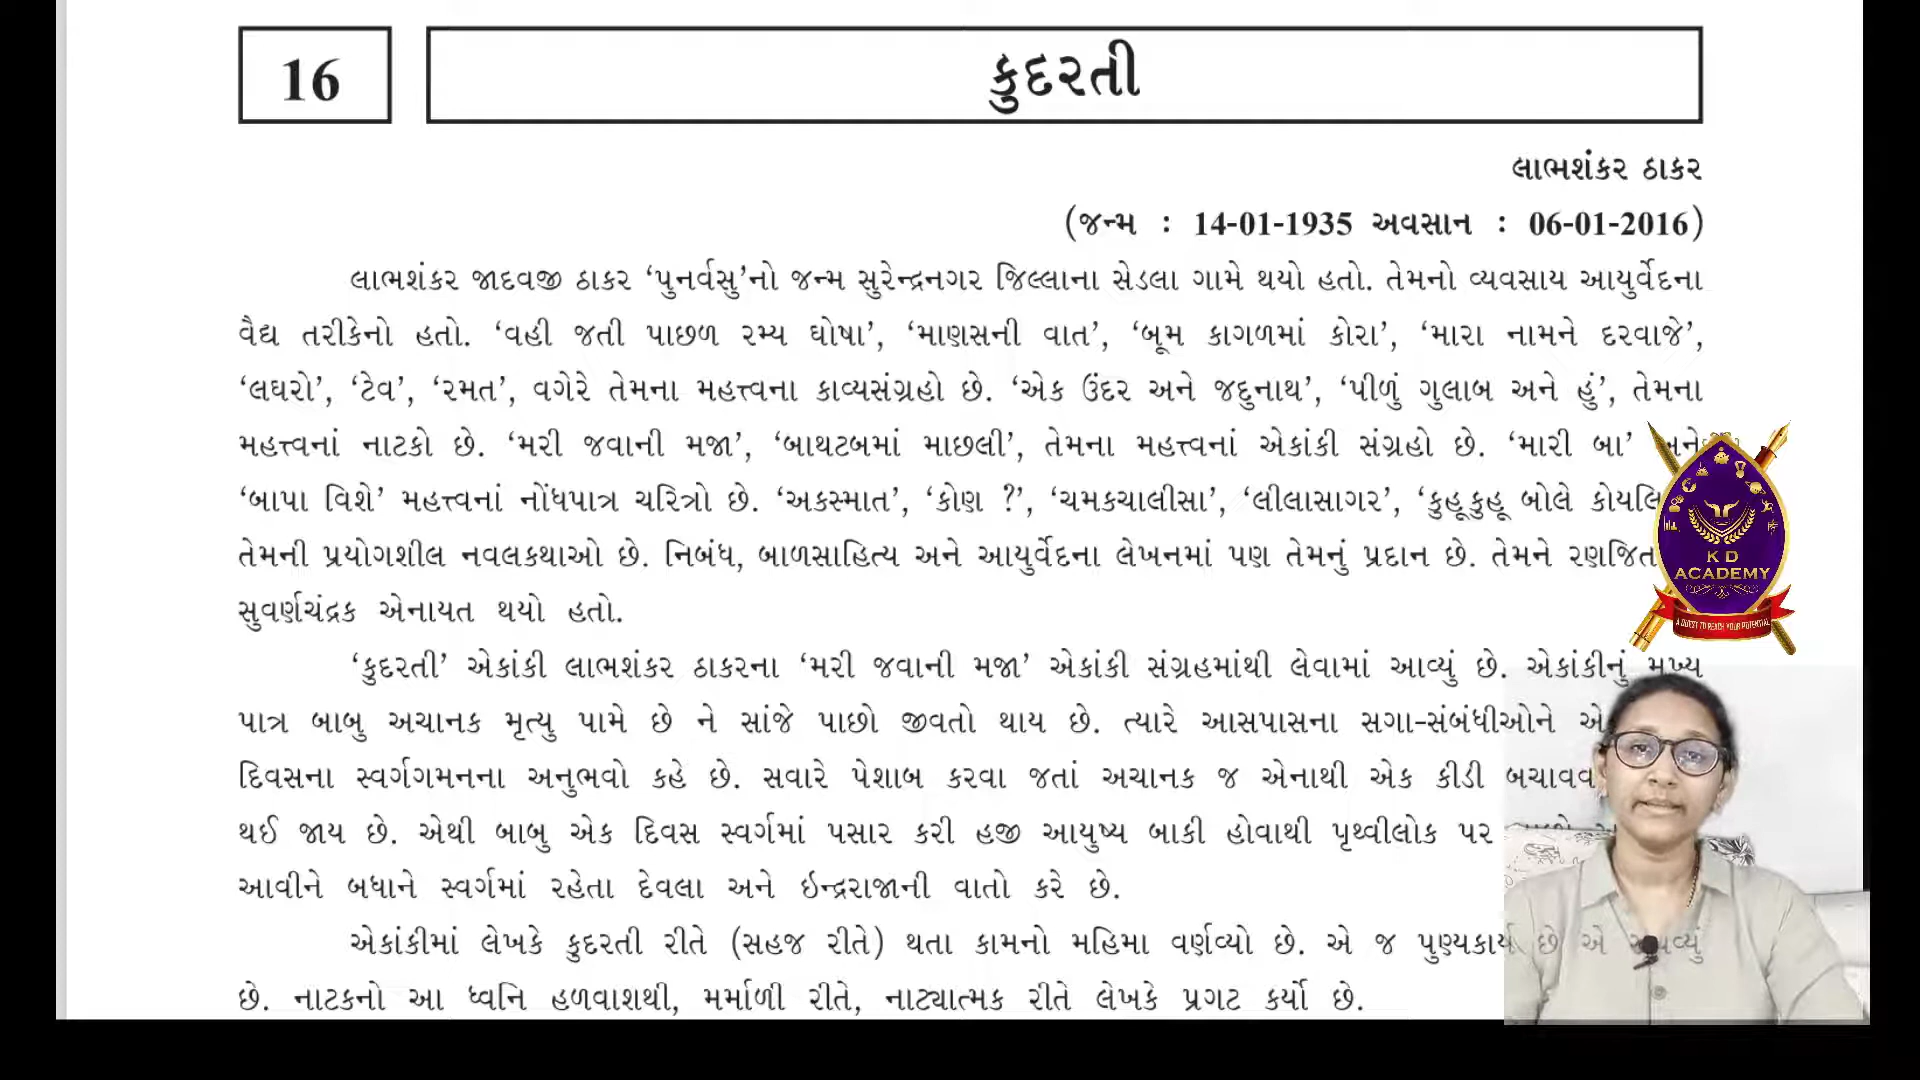 16
કુદરતી
લાભશંકર ઠાકર
(જન્મ : 14-01-1935 અવસાન : 06-01-2016)
લાભશંકર જાદવજી ઠાકર ‘પુનર્વસુ’નો જન્મ સુરેન્દ્રનગર જિલ્લાના સેડલા ગામે થયો હતો. તેમનો વ્યવસાય આયુર્વેદના
વૈદ્ય તરીકેનો હતો. ‘વહી જતી પાછળ રમ્ય ઘોષા’, ‘માણસની વાત’, ‘બૂમ કાગળમાં કોરા’, ‘મારા નામને દરવાજે’,
‘લઘરો’, ‘ટેવ’, ‘રમત’, વગેરે તેમના મહત્ત્વના કાવ્યસંગ્રહો છે. ‘એક ઉંદર અને જદુનાથ’, ‘પીળું ગુલાબ અને હું’, તેમના
મહત્ત્વનાં નાટકો છે. ‘મરી જવાની મજા’, ‘બાથટબમાં માછલી’, તેમના મહત્ત્વનાં એકાંકી સંગ્રહો છે. ‘મારી બા’
‘બાપા વિશે’ મહત્ત્વનાં નોંધપાત્ર ચરિત્રો છે. ‘અકસ્માત’, ‘કોણ ?’, ‘ચમકચાલીસા’, ‘લીલાસાગર’, ‘કુહૂકુહૂ બોલે
તેમની પ્રયોગશીલ નવલકથાઓ છે. નિબંધ, બાળસાહિત્ય અને આયુર્વેદના લેખનમાં પણ તેમનું પ્રદાન છે. તેમને રણજિત
સુવર્ણચંદ્રક એનાયત થયો હતો.
K D
ACADEMY
A QUEST TO REACH YOUR POTENTIAL
‘કુદરતી’ એકાંકી લાભશંકર ઠાકરના ‘મરી જવાની મજા’ એકાંકી સંગ્રહમાંથી લેવામાં આવ્યું છે. એકાંકીનું મુખ્ય
પાત્ર બાબુ અચાનક મૃત્યુ પામે છે ને સાંજે પાછો જીવતો થાય છે. ત્યારે આસપાસના સગા-સંબંધીઓને
દિવસના સ્વર્ગગમનના અનુભવો કહે છે. સવારે પેશાબ કરવા જતાં અચાનક જ એનાથી એક કીડી
થઈ જાય છે. એથી બાબુ એક દિવસ સ્વર્ગમાં પસાર કરી હજી આયુષ્ય બાકી હોવાથી પૃથ્વીલોક પર
આવીને બધાને સ્વર્ગમાં રહેતા દેવલા અને ઇન્દ્રરાજાની વાતો કરે છે.
એકાંકીમાં લેખકે કુદરતી રીતે (સહજ રીતે) થતા કામનો મહિમા વર્ણવ્યો છે. એ જ પુણ્યકાર્ય છે એ
છે. નાટકનો આ ધ્વનિ હળવાશથી, મર્માળી રીતે, નાટ્યાત્મક રીતે લેખકે પ્રગટ કર્યો છે.